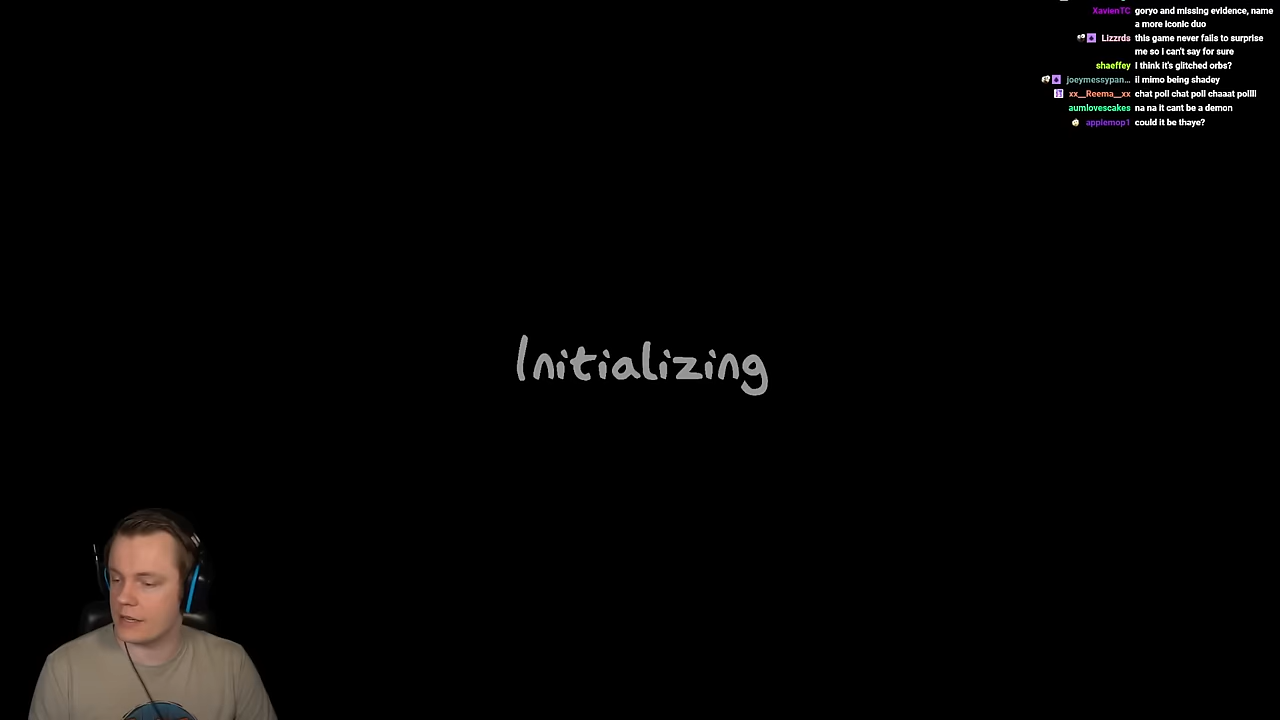 XavienTC goryo and missing evidence, name
a more iconic duo
Lizzrds this game never fails to surprise
me so I can't say for sure
shaeffey I think it's glitched orbs?
joeymessypan... il mimo being shadey
xx__Reema__xx chat poll chat poll chaaat pollll
aumlovescakes na na it cant be a demon
applemop1 could it be thaye?
Initializing